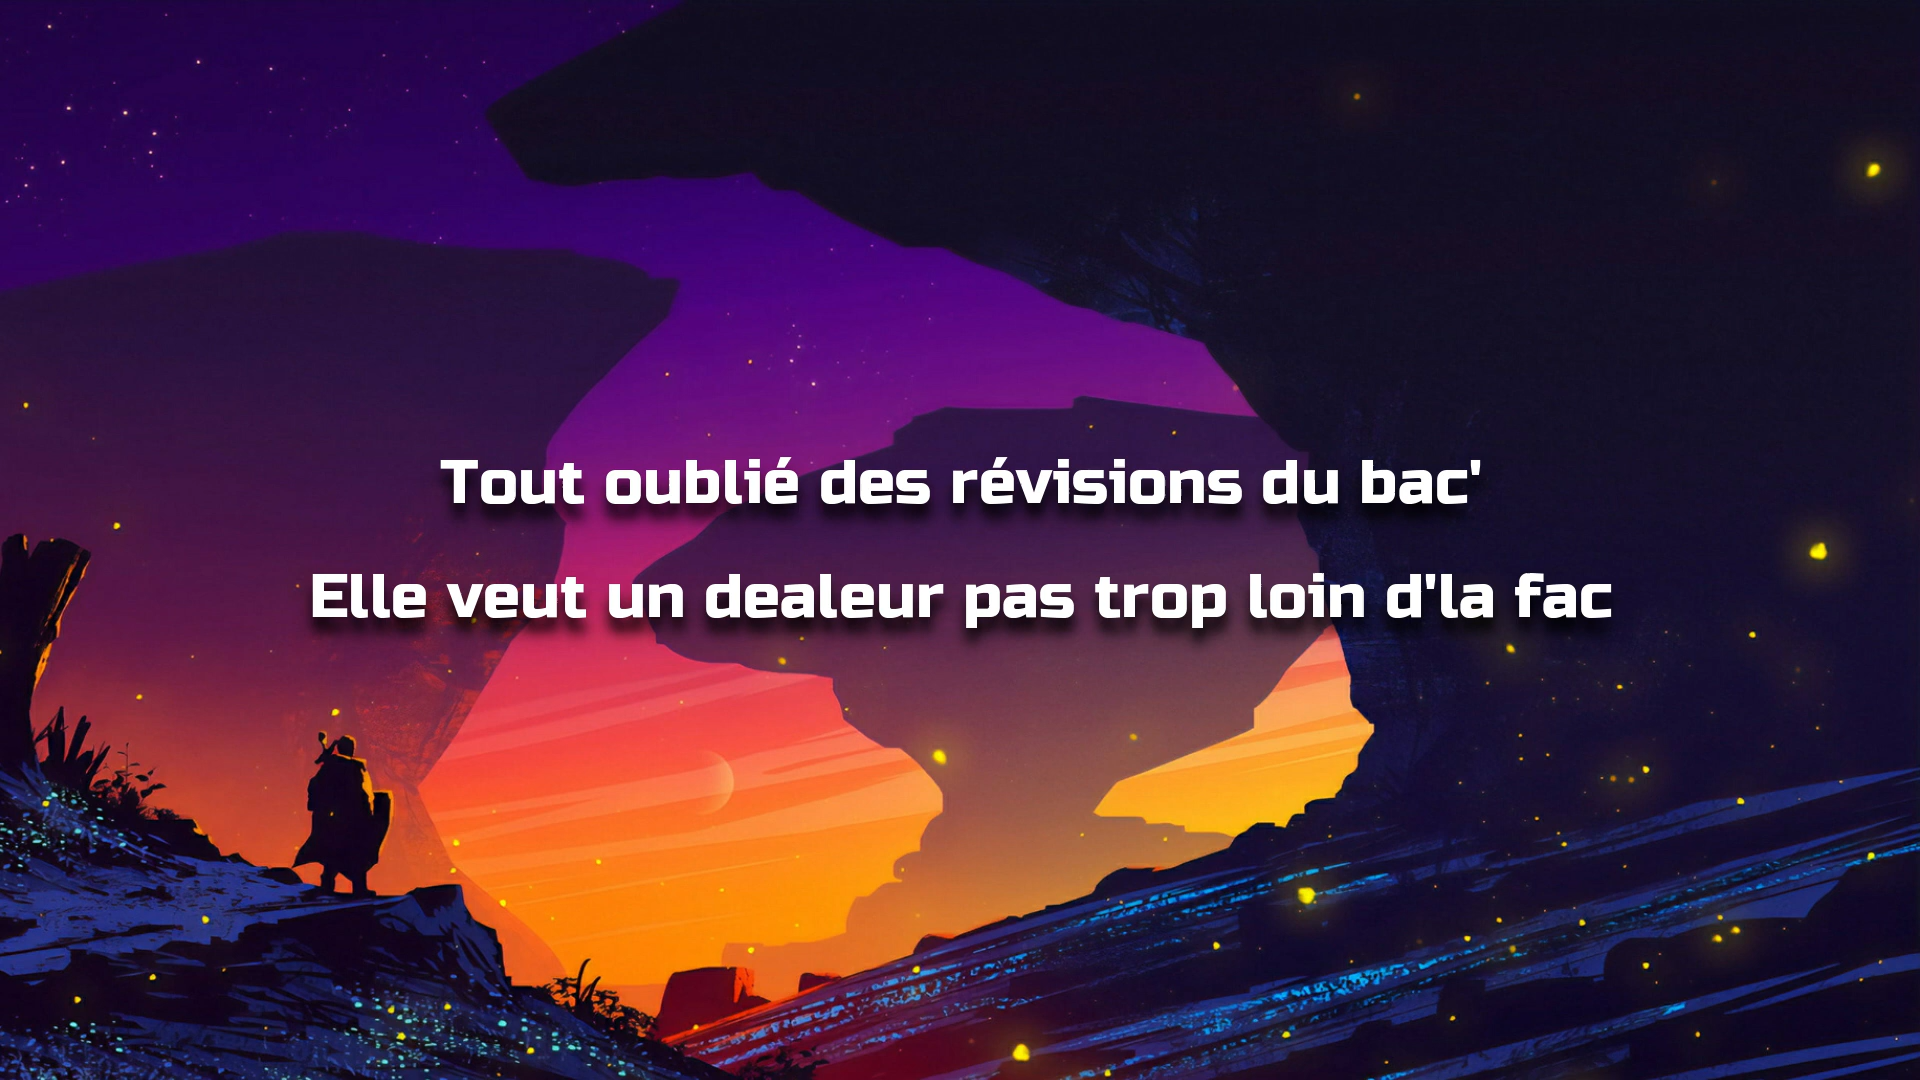 Tout oublié des révisions du bac'
Elle veut un dealeur pas trop loin d'la fac